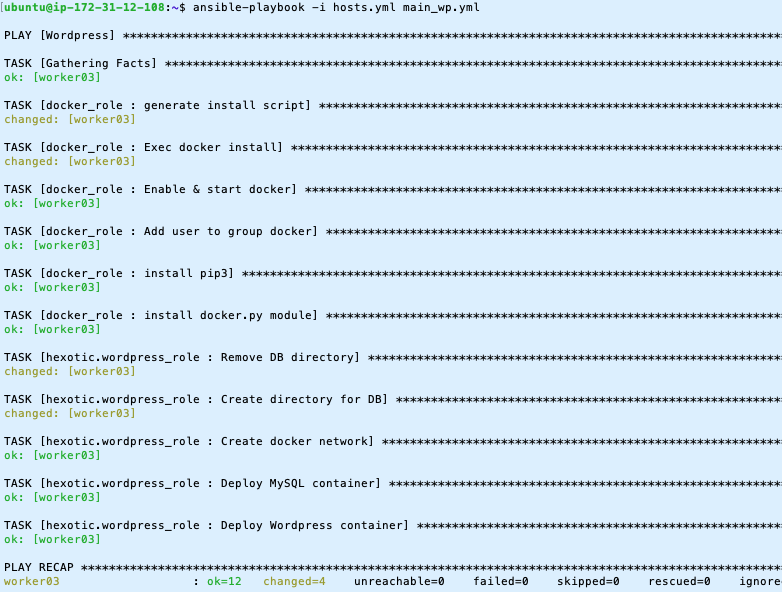 [ubuntu@ip-172-31-12-108:~$ ansible-playbook -i hosts.yml main_wp.yml
PLAY [Wordpress] **********************************************************************************************
TASK [Gathering Facts] ****************************************************************************************
ok: [worker03]
TASK [docker_role : generate install script] ******************************************************************
changed: [worker03]
TASK [docker_role : Exec docker install] **********************************************************************
changed: [worker03]
TASK [docker_role : Enable & start docker] ********************************************************************
ok: [worker03]
TASK [docker_role : Add user to group docker] *****************************************************************
ok: [worker03]
TASK [docker_role : install pip3] *****************************************************************************
ok: [worker03]
TASK [docker_role : install docker.py module] *****************************************************************
ok: [worker03]
TASK [hexotic.wordpress_role : Remove DB directory] ***********************************************************
changed: [worker03]
TASK [hexotic.wordpress_role : Create directory for DB] *******************************************************
changed: [worker03]
TASK [hexotic.wordpress_role : Create docker network] *********************************************************
ok: [worker03]
TASK [hexotic.wordpress_role : Deploy MySQL container] ********************************************************
ok: [worker03]
TASK [hexotic.wordpress_role : Deploy Wordpress container] ****************************************************
ok: [worker03]
PLAY RECAP ****************************************************************************************************
worker03                   : ok=12   changed=4    unreachable=0    failed=0    skipped=0    rescued=0    ignore